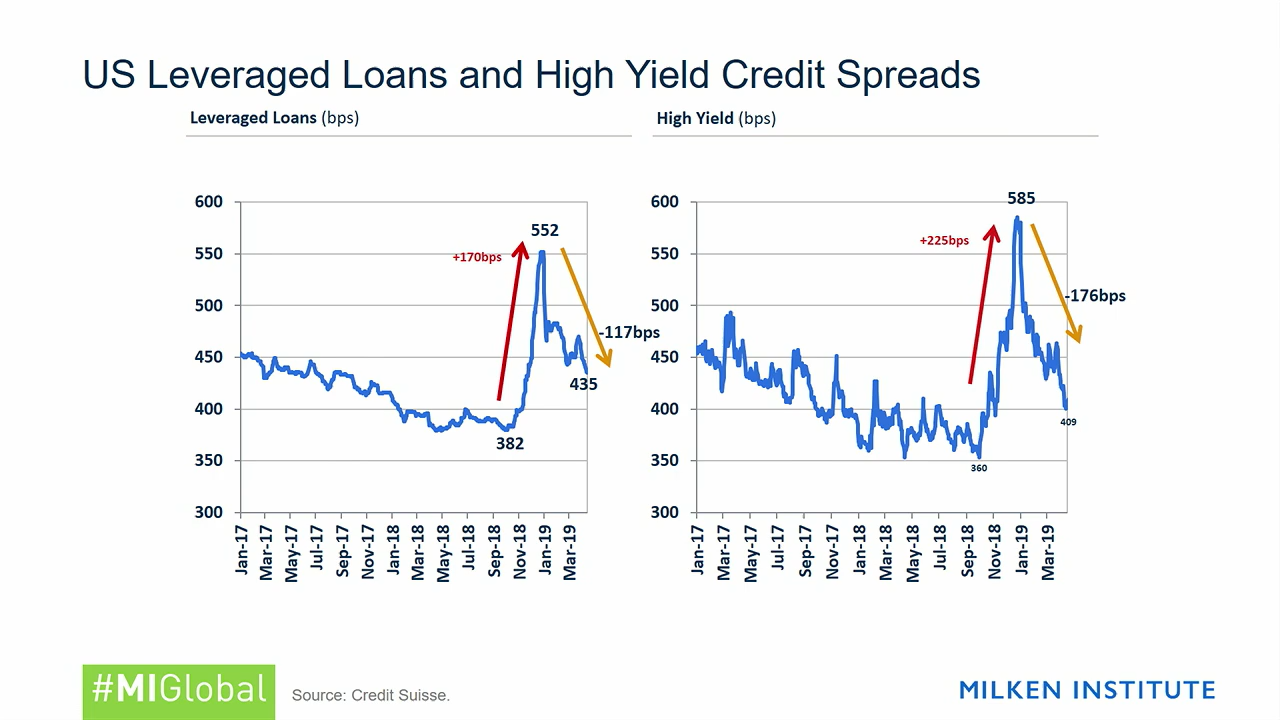 US Leveraged Loans and High Yield Credit Spreads
Leveraged Loans (bps)
600
550
500
450
400
350
300
552
+170bps
-117bps
435
382
Jan-17
Mar-17
May-17
Jul-17
Sep-17
Nov-17
Jan-18
Mar-18
May-18
Jul-18
Sep-18
Nov-18
Jan-19
Mar-19
High Yield (bps)
600
550
500
450
400
350
300
585
+225bps
-176bps
409
360
Jan-17
Mar-17
May-17
Jul-17
Sep-17
Nov-17
Jan-18
Mar-18
May-18
Jul-18
Sep-18
Nov-18
Jan-19
Mar-19
#MIGlobal
Source: Credit Suisse.
MILKEN INSTITUTE